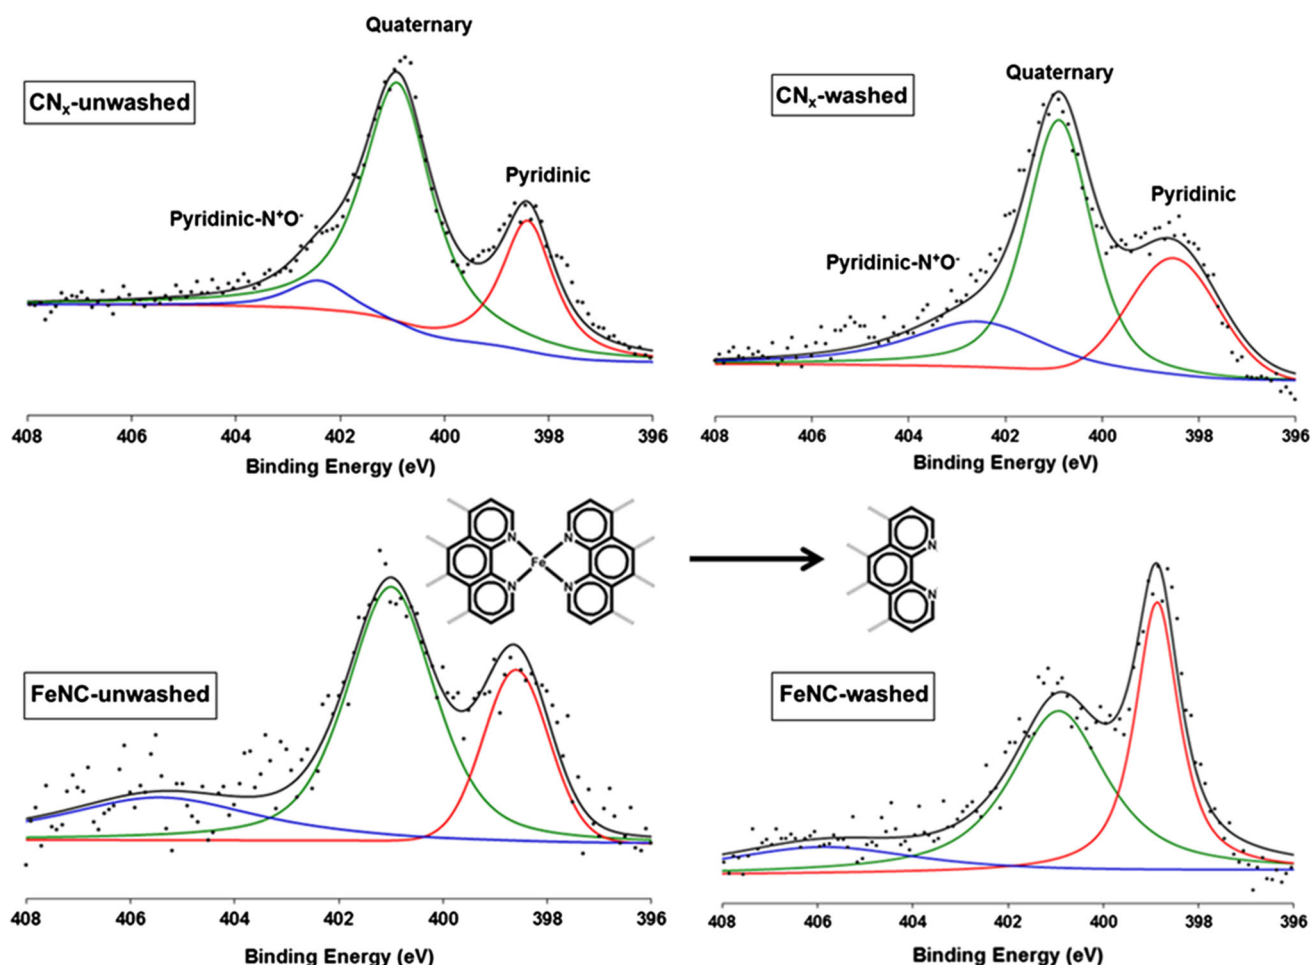 Quaternary
CNₓ-unwashed
Pyridinic
Pyridinic-N⁺O⁻
408 406 404 402 400 398 396
Binding Energy (eV)
Quaternary
CNₓ-washed
Pyridinic
Pyridinic-N⁺O⁻
408 406 404 402 400 398 396
Binding Energy (eV)
N N
Fe
N N
N
N
FeNC-unwashed
408 406 404 402 400 398 396
Binding Energy (eV)
FeNC-washed
408 406 404 402 400 398 396
Binding Energy (eV)